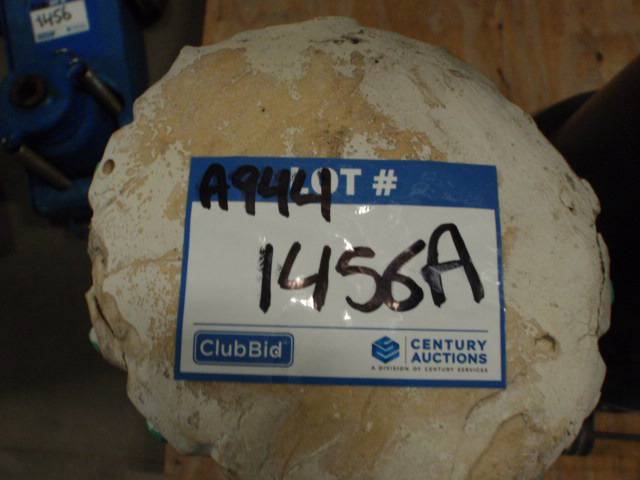 1456
A944 LOT #
1456A
ClubBid
CENTURY
AUCTIONS
A DIVISION OF CENTURY SERVICES